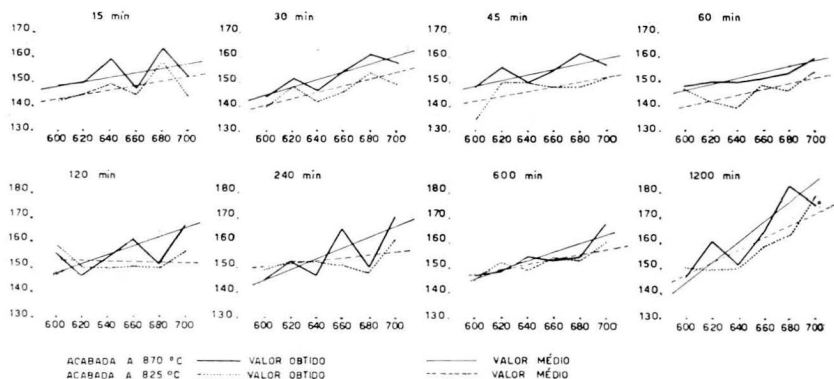 15 min 30 min 45 min 60 min
170. 170. 170. 170.
160. 160. 160. 160.
150. 150. 150. 150.
140. 140. 140. 140.
130. 130. 130. 130.
600 620 640 660 680 700 600 620 640 660 680 700 600 620 640 660 680 700 600 620 640 660 680 700
120 min 240 min 600 min 1200 min
180. 180. 180. 180.
170. 170. 170. 170.
160. 160. 160. 160.
150. 150. 150. 150.
140. 140. 140. 140.
130. 130. 130. 130.
600 620 640 660 680 700 600 620 640 660 680 700 600 620 640 660 680 700 600 620 640 660 680 700
ACABADA A 870 °C VALOR OBTIDO VALOR MÉDIO
ACABADA A 825 °C VALOR OBTIDO VALOR MÉDIO